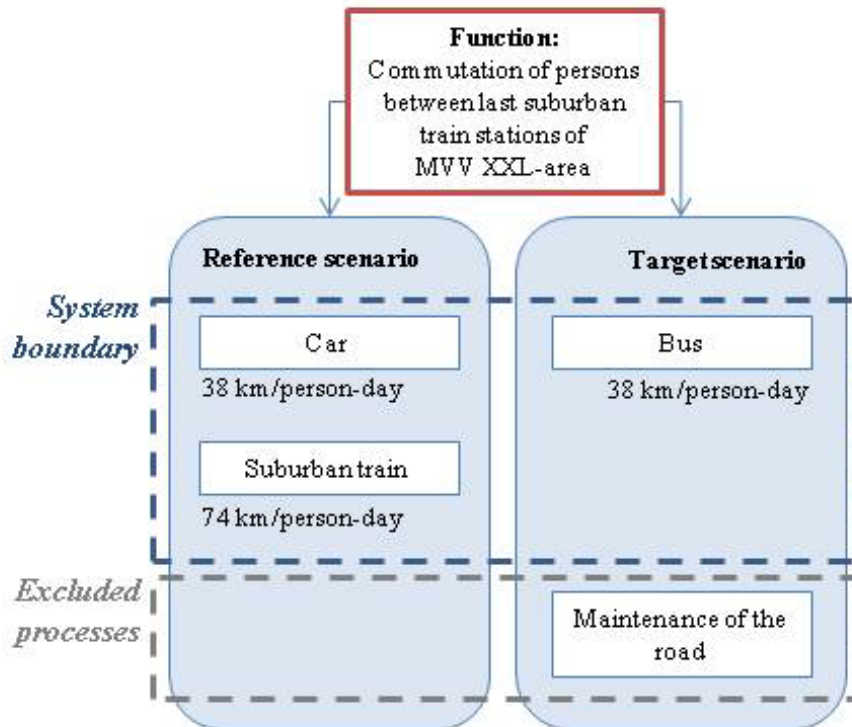 Function:
Commutation of persons
between last suburban
train stations of
MVV XXL-area
Reference scenario
Target scenario
System
boundary
Car
38 km/person-day
Bus
38 km/person-day
Suburban train
74 km/person-day
Excluded
processes
Maintenance of the
road